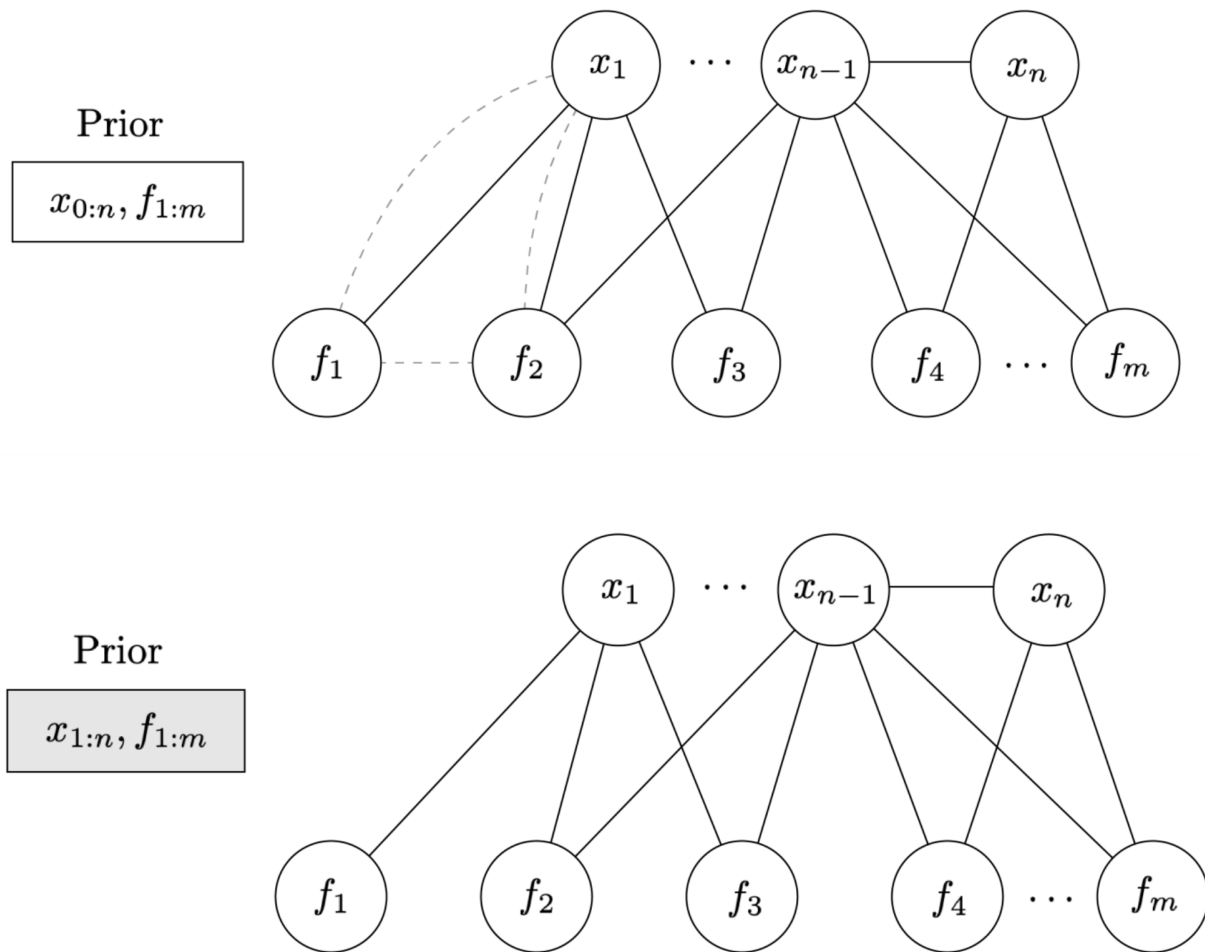 x_1 ··· x_{n−1} x_n
Prior
x_{0:n}, f_{1:m}
f_1 f_2 f_3 f_4 ··· f_m
x_1 ··· x_{n−1} x_n
Prior
x_{1:n}, f_{1:m}
f_1 f_2 f_3 f_4 ··· f_m